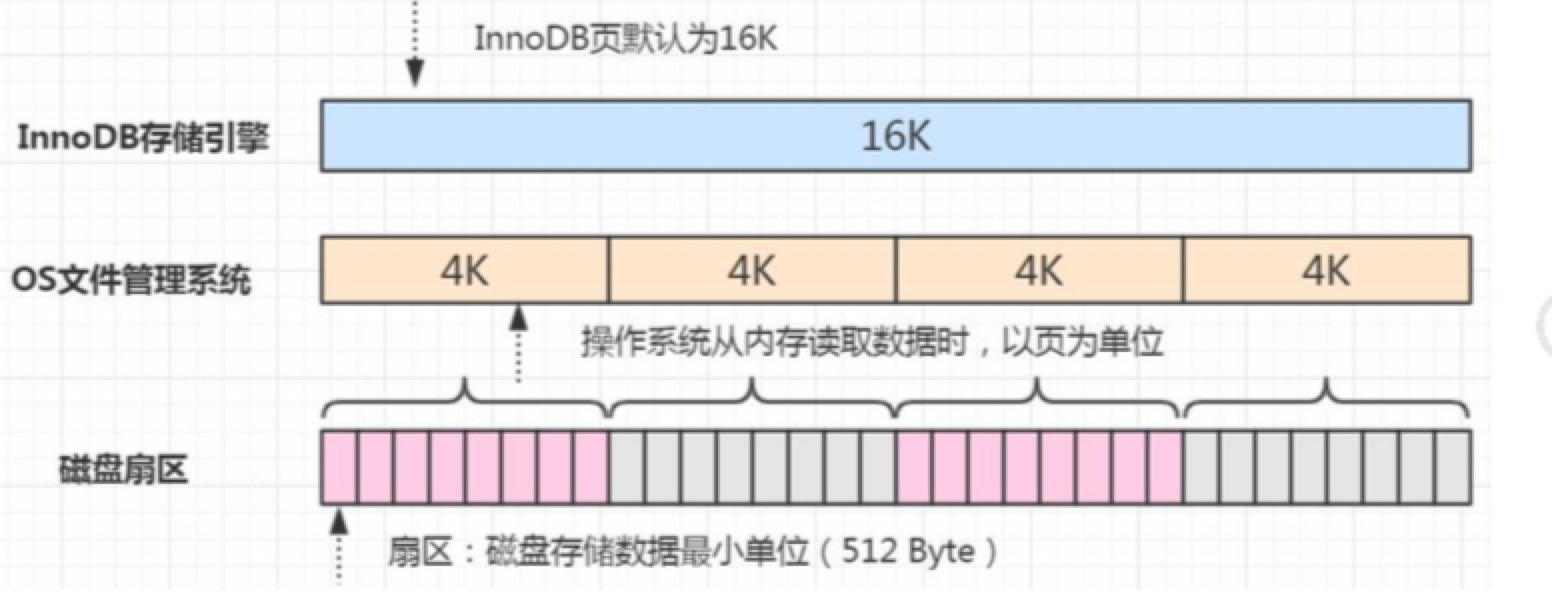 InnoDB页默认为16K
InnoDB存储引擎
16K
OS文件管理系统
4K
4K
4K
4K
操作系统从内存读取数据时，以页为单位
磁盘扇区
扇区：磁盘存储数据最小单位（512 Byte）